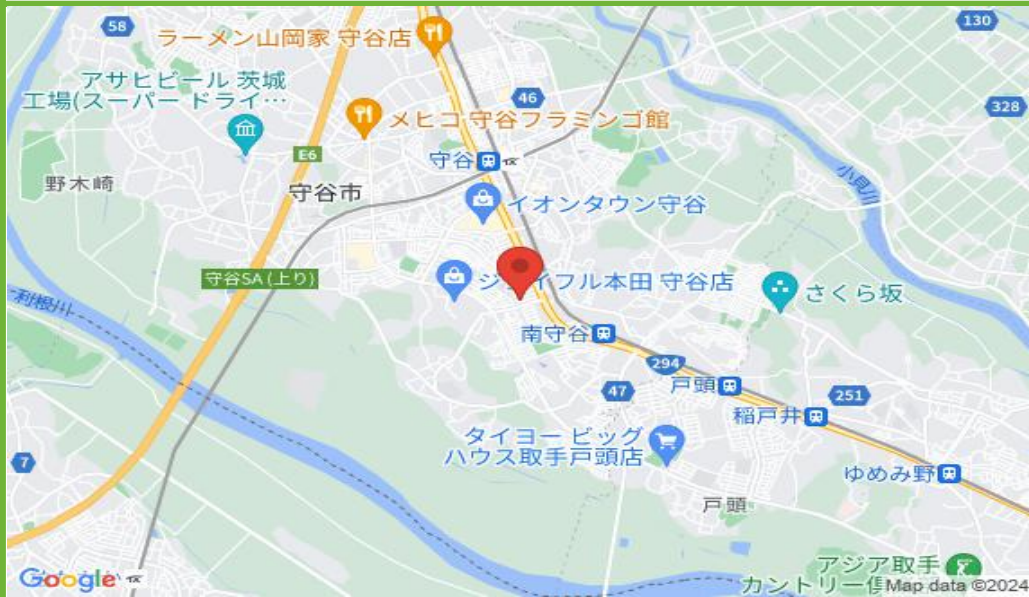 58
ラーメン山岡家 守谷店
130
アサヒビール 茨城
工場(スーパー ドライ…
46
328
メヒコ 守谷フラミンゴ館
E6
守谷
野木崎
守谷市
小貝川
イオンタウン守谷
守谷SA (上り)
ジョイフル本田 守谷店
さくら坂
利根川
南守谷
294
47
戸頭
251
稲戸井
タイヨー ビッグ
ハウス取手戸頭店
7
ゆめみ野
戸頭
アジア取手
カントリー倶
Google
Map data ©2024